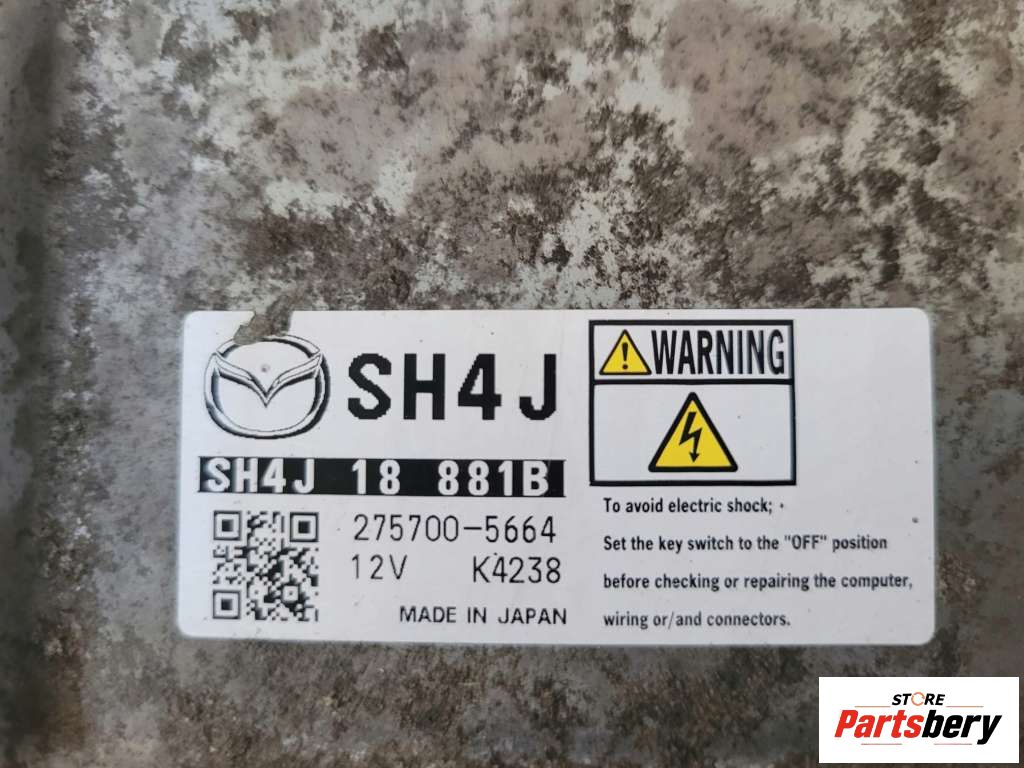 SH4J
SH4J 18 881B
275700-5664
12V K4238
MADE IN JAPAN
WARNING
To avoid electric shock;
Set the key switch to the "OFF" position
before checking or repairing the computer,
wiring or/and connectors.
STORE
Partsbery